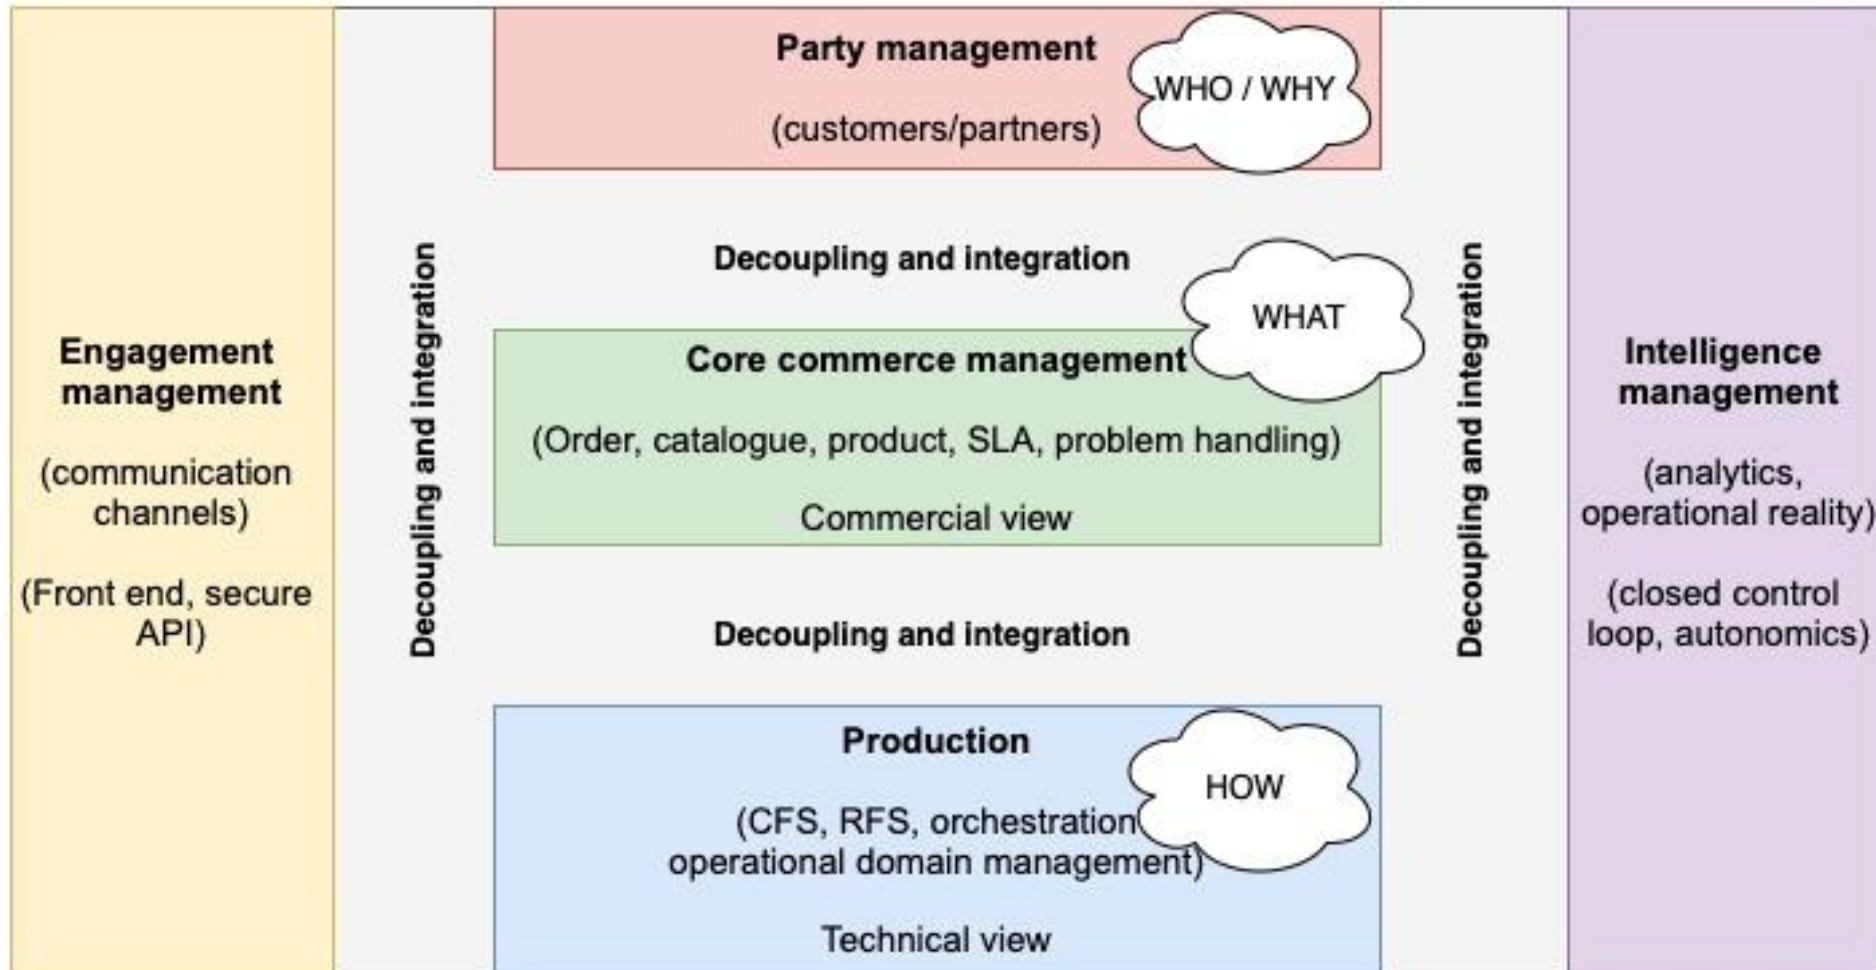 Party management
(customers/partners)
WHO / WHY
Engagement
management
(communication
channels)
(Front end, secure
API)
Decoupling and integration
Decoupling and integration
WHAT
Core commerce management
(Order, catalogue, product, SLA, problem handling)
Commercial view
Decoupling and integration
Production
HOW
(CFS, RFS, orchestration
operational domain management)
Technical view
Decoupling and integration
Intelligence
management
(analytics,
operational reality)
(closed control
loop, autonomics)